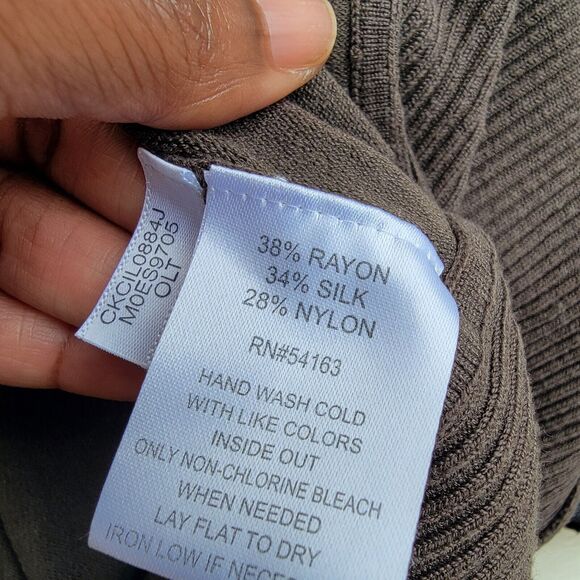 CKCIL0884J
M0ES9705
OLT
38% RAYON
34% SILK
28% NYLON
RN#54163
HAND WASH COLD
WITH LIKE COLORS
INSIDE OUT
ONLY NON-CHLORINE BLEACH
WHEN NEEDED
LAY FLAT TO DRY
IRON LOW IF